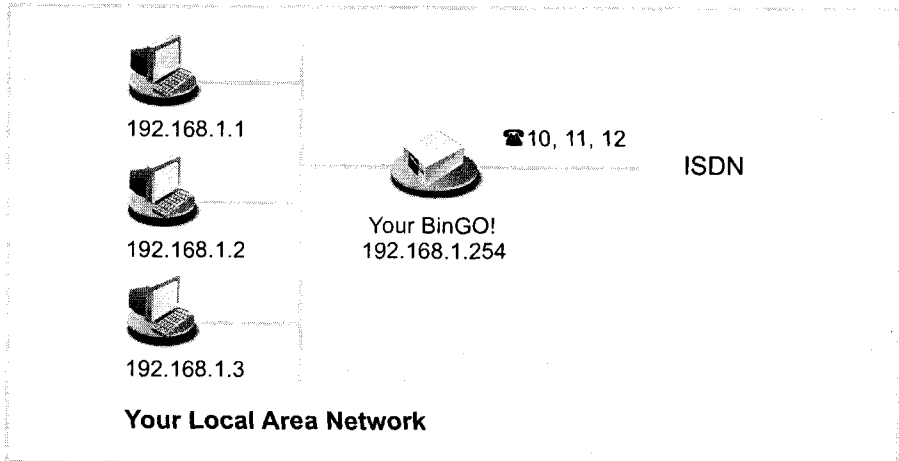 192.168.1.1
☎10, 11, 12
ISDN
192.168.1.2
Your BinGO!
192.168.1.254
192.168.1.3
Your Local Area Network